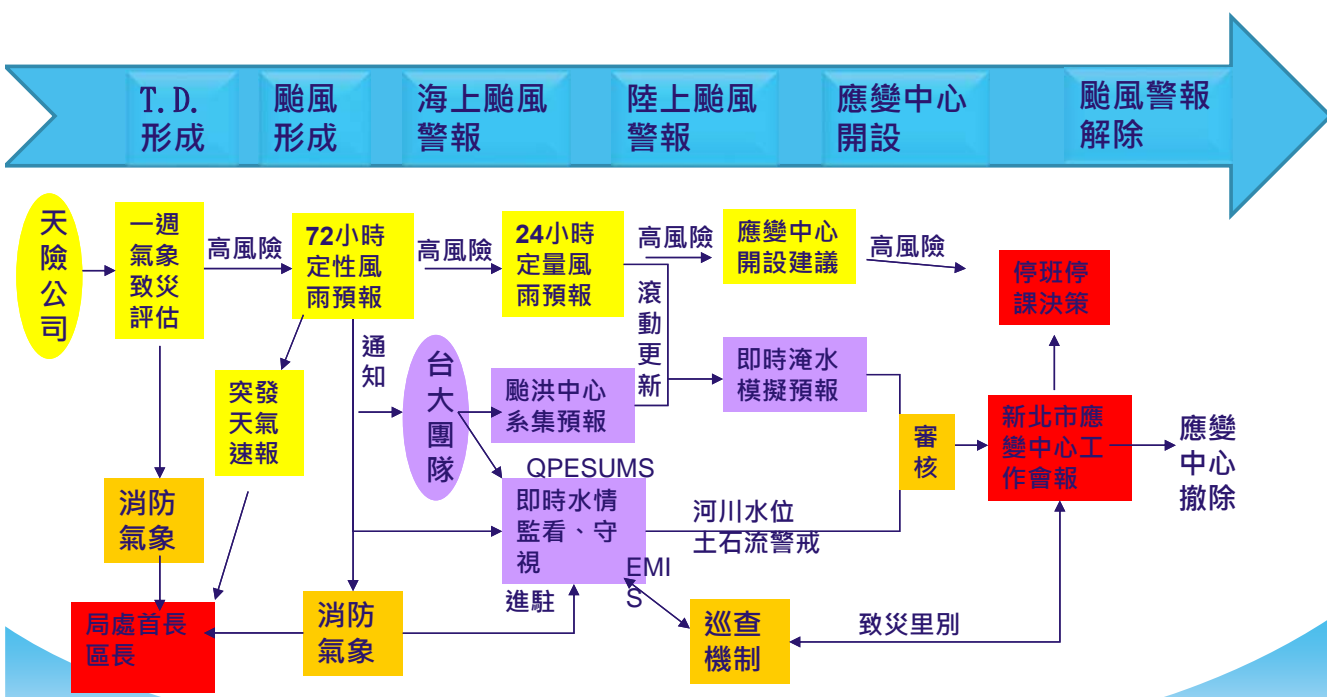 T.D.
形成
颱風
形成
海上颱風
警報
陸上颱風
警報
應變中心
開設
颱風警報
解除
天
險
公
司
一週
氣象
致災
評估
高風險
72小時
定性風
雨預報
高風險
24小時
定量風
雨預報
高風險
應變中心
開設建議
高風險
停班停
課決策
通
知
滾
動
更
新
突發
天氣
速報
台
大
團
隊
颱洪中心
系集預報
即時淹水
模擬預報
審
核
新北市應
變中心工
作會報
應變
中心
撤除
QPESUMS
即時水情
監看、守
視
河川水位
土石流警戒
EMI
S
消防
氣象
進駐
局處首長
區長
消防
氣象
巡查
機制
致災里別